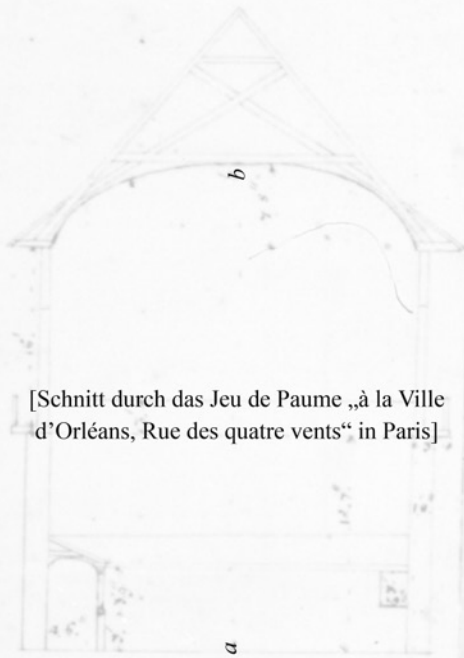 b
[Schnitt durch das Jeu de Paume „à la Ville
d’Orléans, Rue des quatre vents“ in Paris]
a